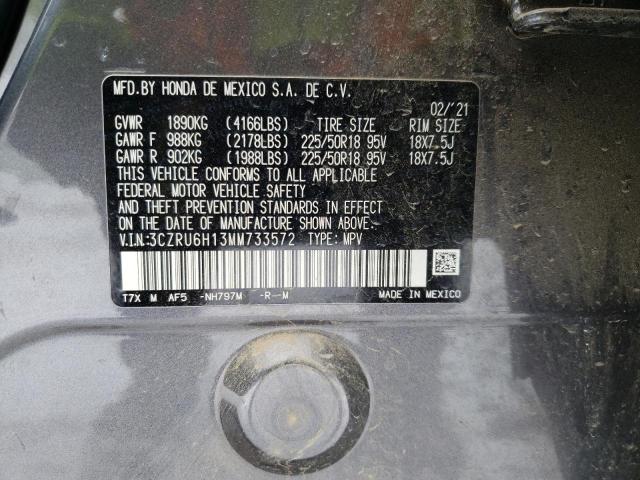 MFD.BY HONDA DE MEXICO S.A. DE C.V.
02/'21
GVWR 1890KG (4166LBS) TIRE SIZE RIM SIZE
GAWR F 988KG (2178LBS) 225/50R18 95V 18X7.5J
GAWR R 902KG (1988LBS) 225/50R18 95V 18X7.5J
THIS VEHICLE CONFORMS TO ALL APPLICABLE
FEDERAL MOTOR VEHICLE SAFETY
AND THEFT PREVENTION STANDARDS IN EFFECT
ON THE DATE OF MANUFACTURE SHOWN ABOVE.
V.I.N:3CZRU6H13MM733572 TYPE: MPV
T7X M AF5 -NH797M -R--M MADE IN MEXICO